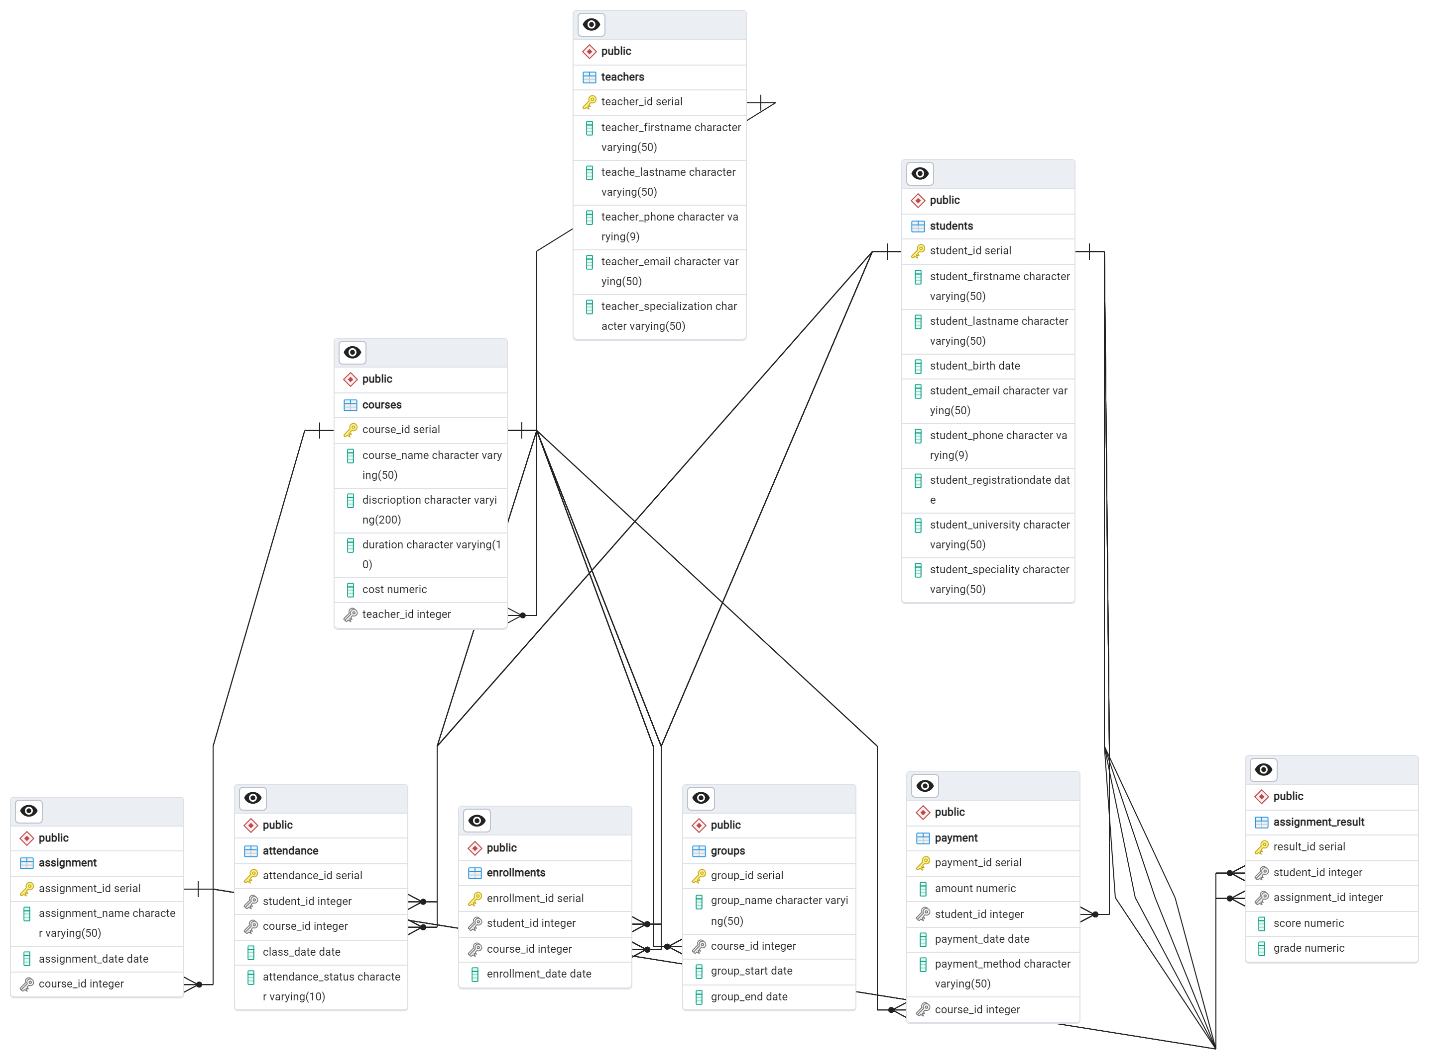 public
teachers
teacher_id serial
teacher_firstname character
varying(50)
teache_lastname character
varying(50)
teacher_phone character va
rying(9)
teacher_email character var
ying(50)
teacher_specialization char
acter varying(50)
public
students
student_id serial
student_firstname character
varying(50)
student_lastname character
varying(50)
student_birth date
student_email character var
ying(50)
student_phone character va
rying(9)
student_registrationdate dat
e
student_university character
varying(50)
student_speciality character
varying(50)
public
courses
course_id serial
course_name character vary
ing(50)
discrioption character varyi
ng(200)
duration character varying(1
0)
cost numeric
teacher_id integer
public
assignment
assignment_id serial
assignment_name characte
r varying(50)
assignment_date date
course_id integer
public
attendance
attendance_id serial
student_id integer
course_id integer
class_date date
attendance_status characte
r varying(10)
public
enrollments
enrollment_id serial
student_id integer
course_id integer
enrollment_date date
public
groups
group_id serial
group_name character varyi
ng(50)
course_id integer
group_start date
group_end date
public
payment
payment_id serial
amount numeric
student_id integer
payment_date date
payment_method character
varying(50)
course_id integer
public
assignment_result
result_id serial
student_id integer
assignment_id integer
score numeric
grade numeric